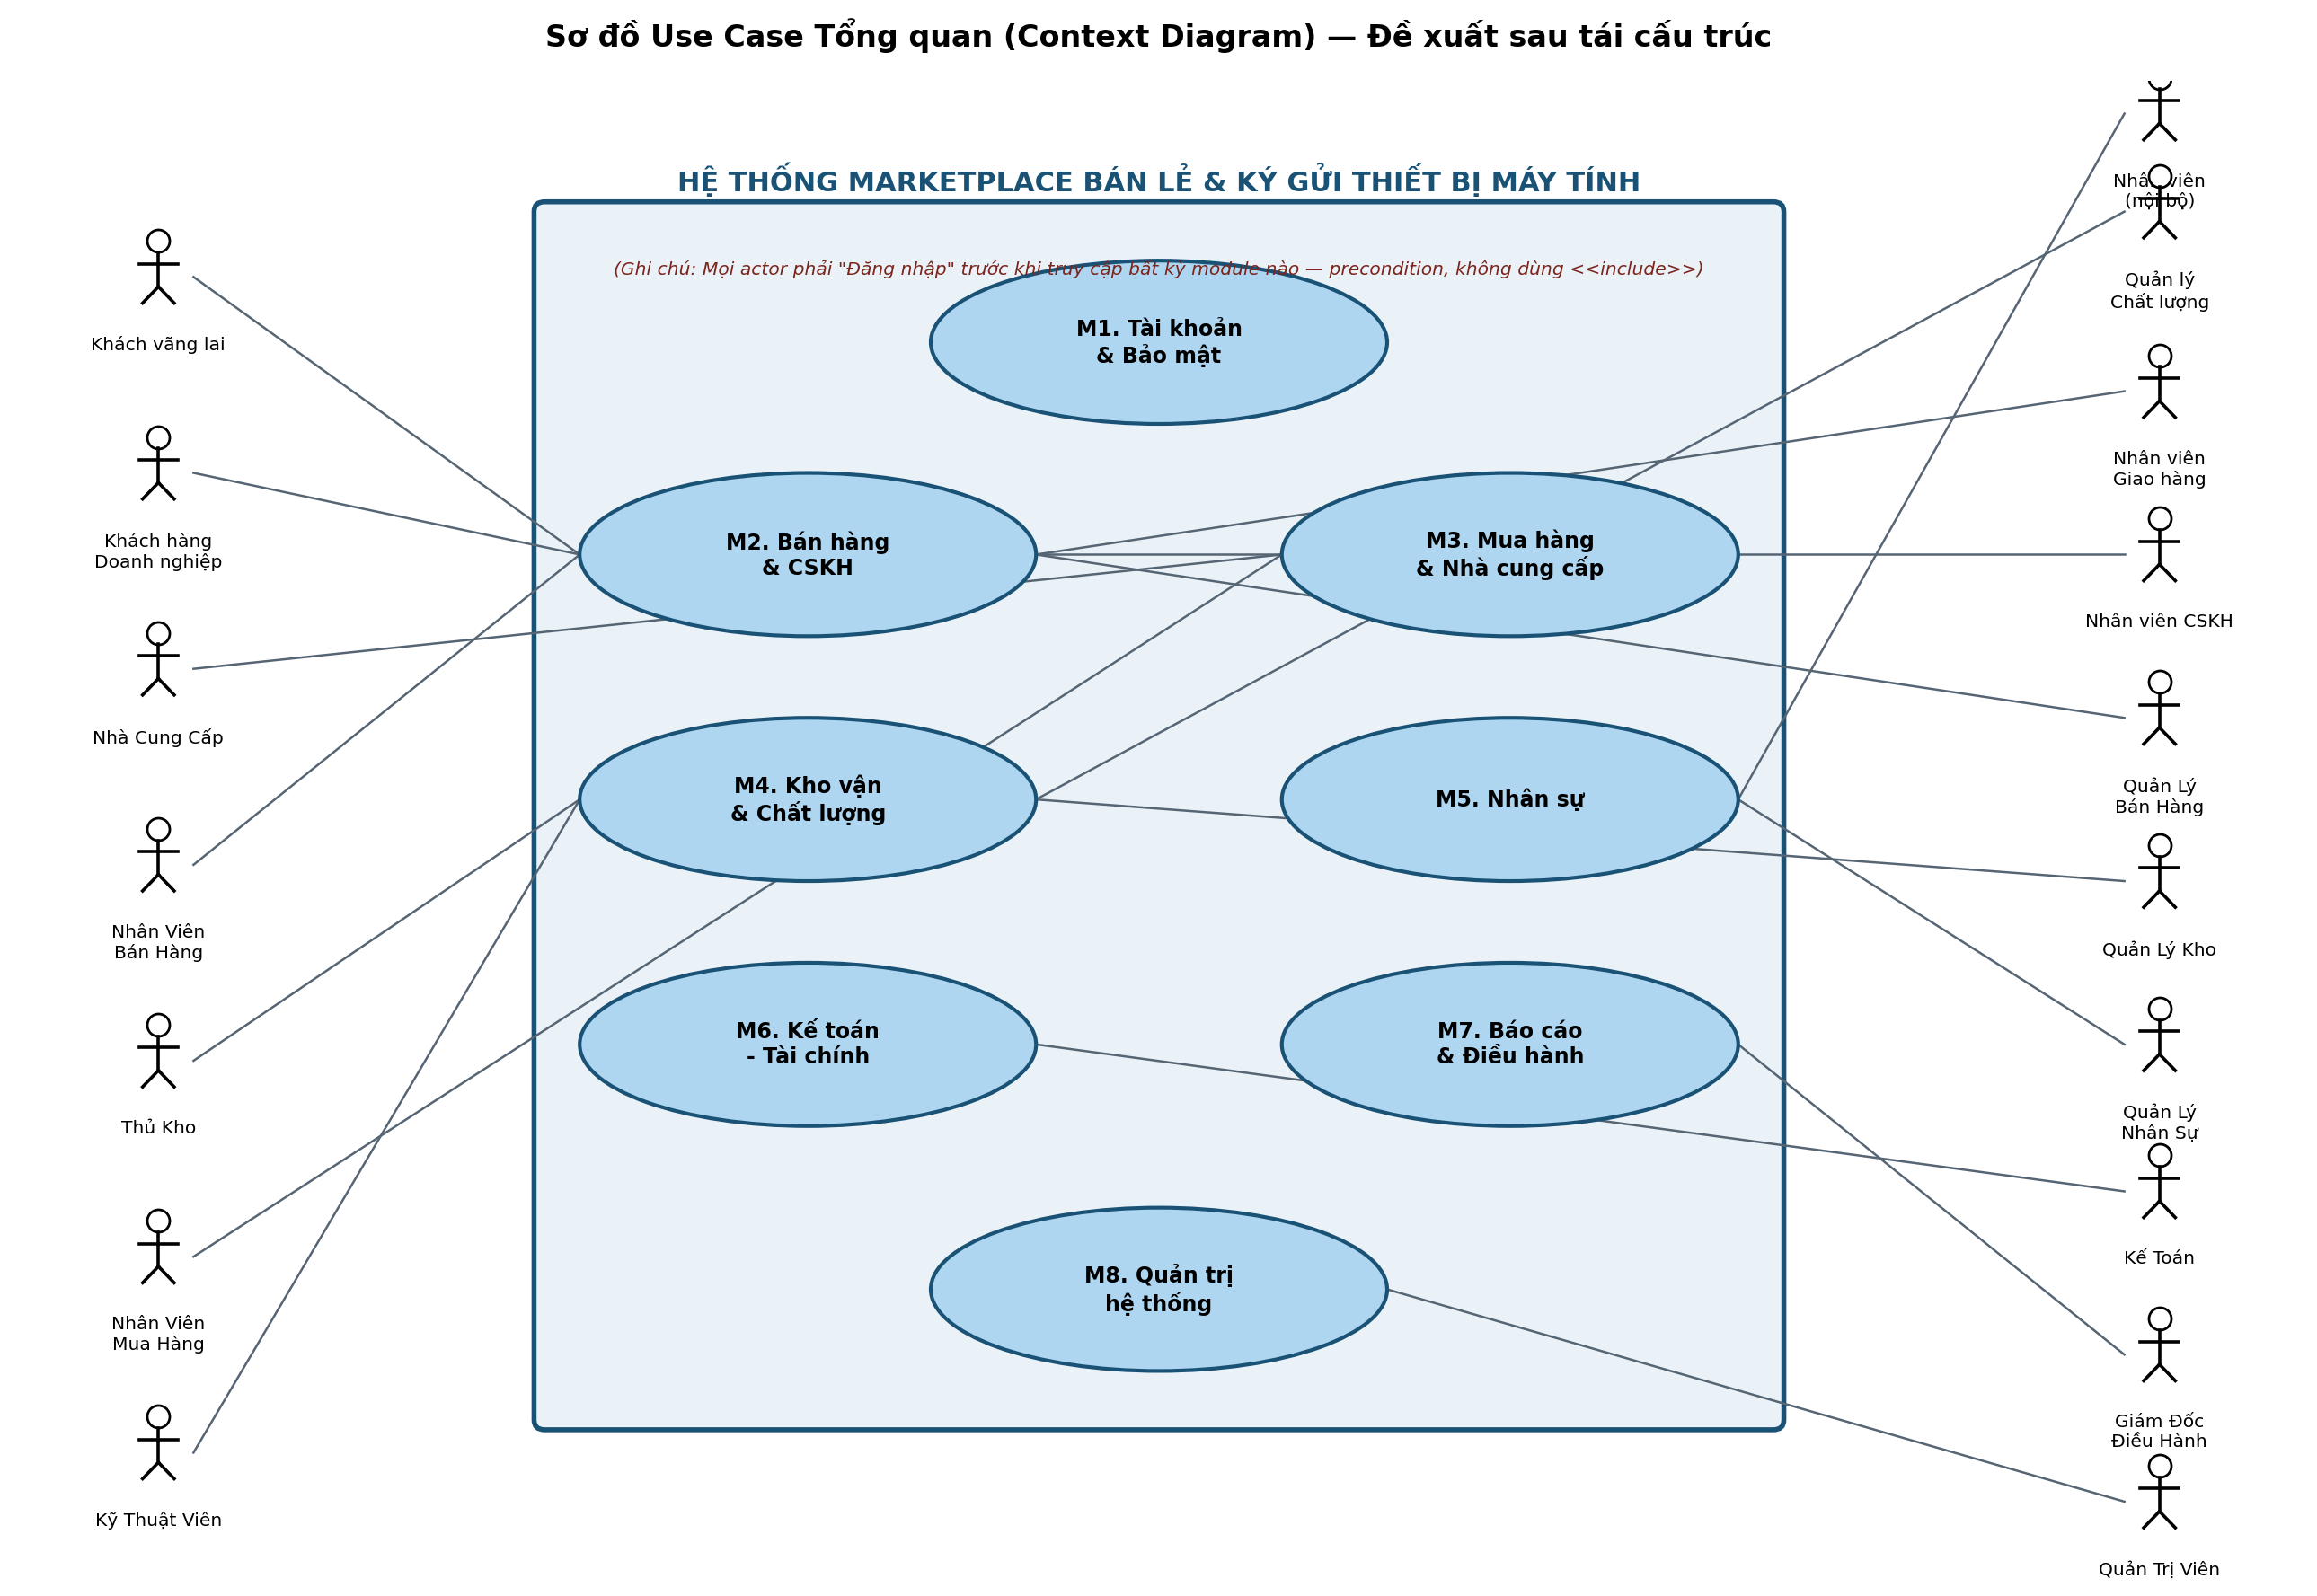 Sơ đồ Use Case Tổng quan (Context Diagram) — Đề xuất sau tái cấu trúc
HỆ THỐNG MARKETPLACE BÁN LẺ & KÝ GỬI THIẾT BỊ MÁY TÍNH
(Ghi chú: Mọi actor phải "Đăng nhập" trước khi truy cập bất kỳ module nào — precondition, không dùng <<include>>)
M1. Tài khoản
& Bảo mật
M2. Bán hàng
& CSKH
M3. Mua hàng
& Nhà cung cấp
M4. Kho vận
& Chất lượng
M5. Nhân sự
M6. Kế toán
- Tài chính
M7. Báo cáo
& Điều hành
M8. Quản trị
hệ thống
Khách vãng lai
Khách hàng
Doanh nghiệp
Nhà Cung Cấp
Nhân Viên
Bán Hàng
Thủ Kho
Nhân Viên
Mua Hàng
Kỹ Thuật Viên
Nhân viên
(nội bộ)
Quản lý
Chất lượng
Nhân viên
Giao hàng
Nhân viên CSKH
Quản Lý
Bán Hàng
Quản Lý Kho
Quản Lý
Nhân Sự
Kế Toán
Giám Đốc
Điều Hành
Quản Trị Viên